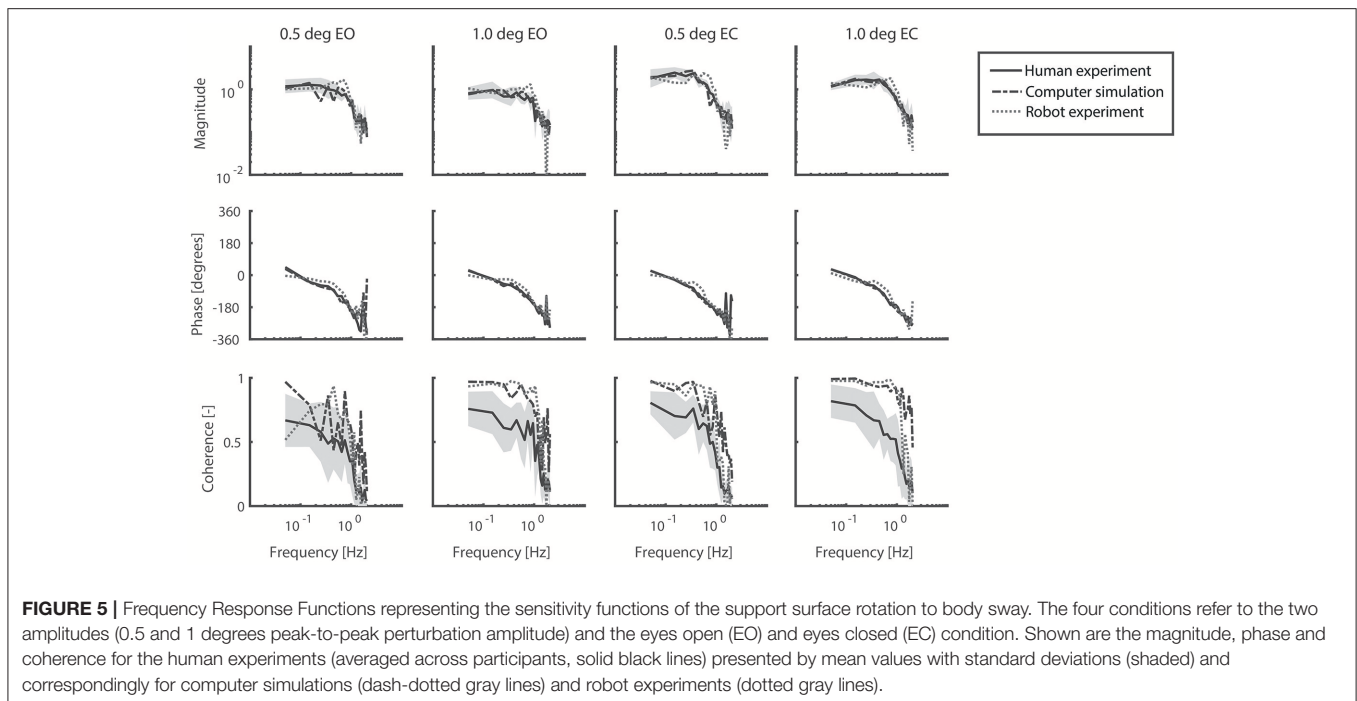 0.5 deg EO
1.0 deg EO
0.5 deg EC
1.0 deg EC
Magnitude
10^0
10^-2
Human experiment
Computer simulation
Robot experiment
Phase [degrees]
360
180
0
-180
-360
Coherence [-]
1
0.5
0
10^-1 10^0 10^-1 10^0 10^-1 10^0 10^-1 10^0
Frequency [Hz] Frequency [Hz] Frequency [Hz] Frequency [Hz]
FIGURE 5 | Frequency Response Functions representing the sensitivity functions of the support surface rotation to body sway. The four conditions refer to the two
amplitudes (0.5 and 1 degrees peak-to-peak perturbation amplitude) and the eyes open (EO) and eyes closed (EC) condition. Shown are the magnitude, phase and
coherence for the human experiments (averaged across participants, solid black lines) presented by mean values with standard deviations (shaded) and
correspondingly for computer simulations (dash-dotted gray lines) and robot experiments (dotted gray lines).